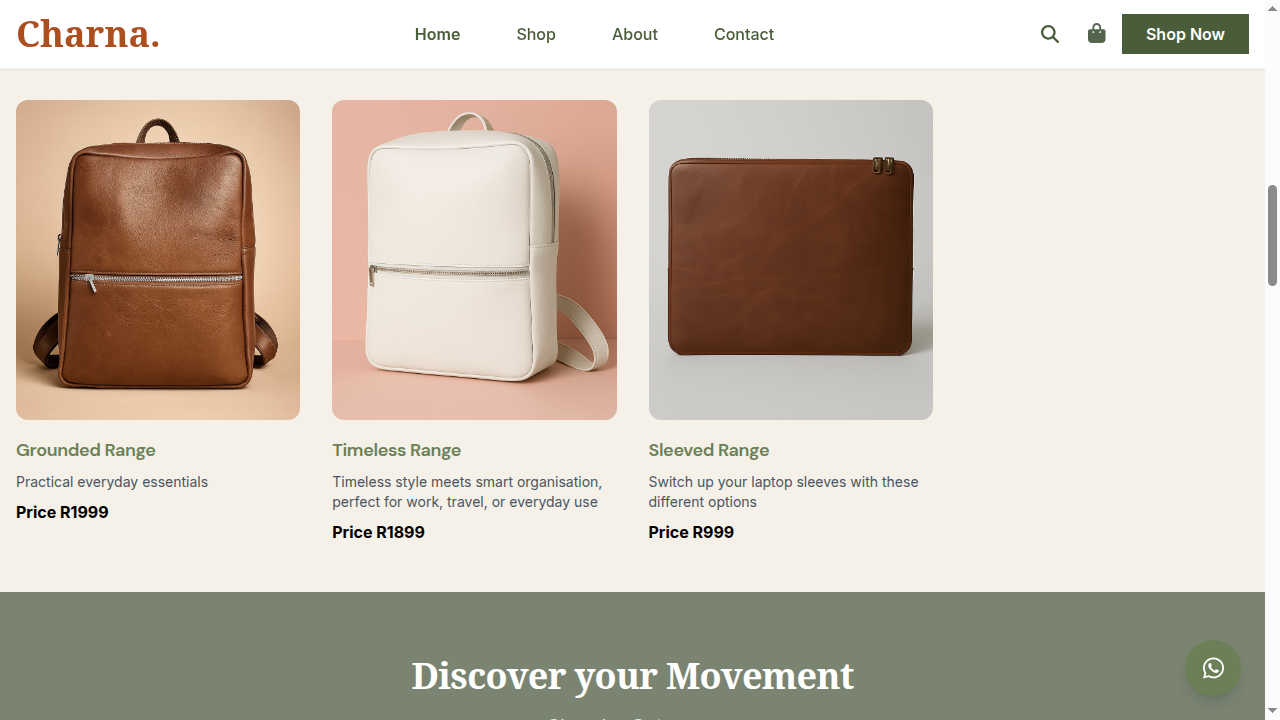 Charna.
Home
Shop
About
Contact
Shop Now
Grounded Range
Practical everyday essentials
Price R1999
Timeless Range
Timeless style meets smart organisation,
perfect for work, travel, or everyday use
Price R1899
Sleeved Range
Switch up your laptop sleeves with these
different options
Price R999
Discover your Movement